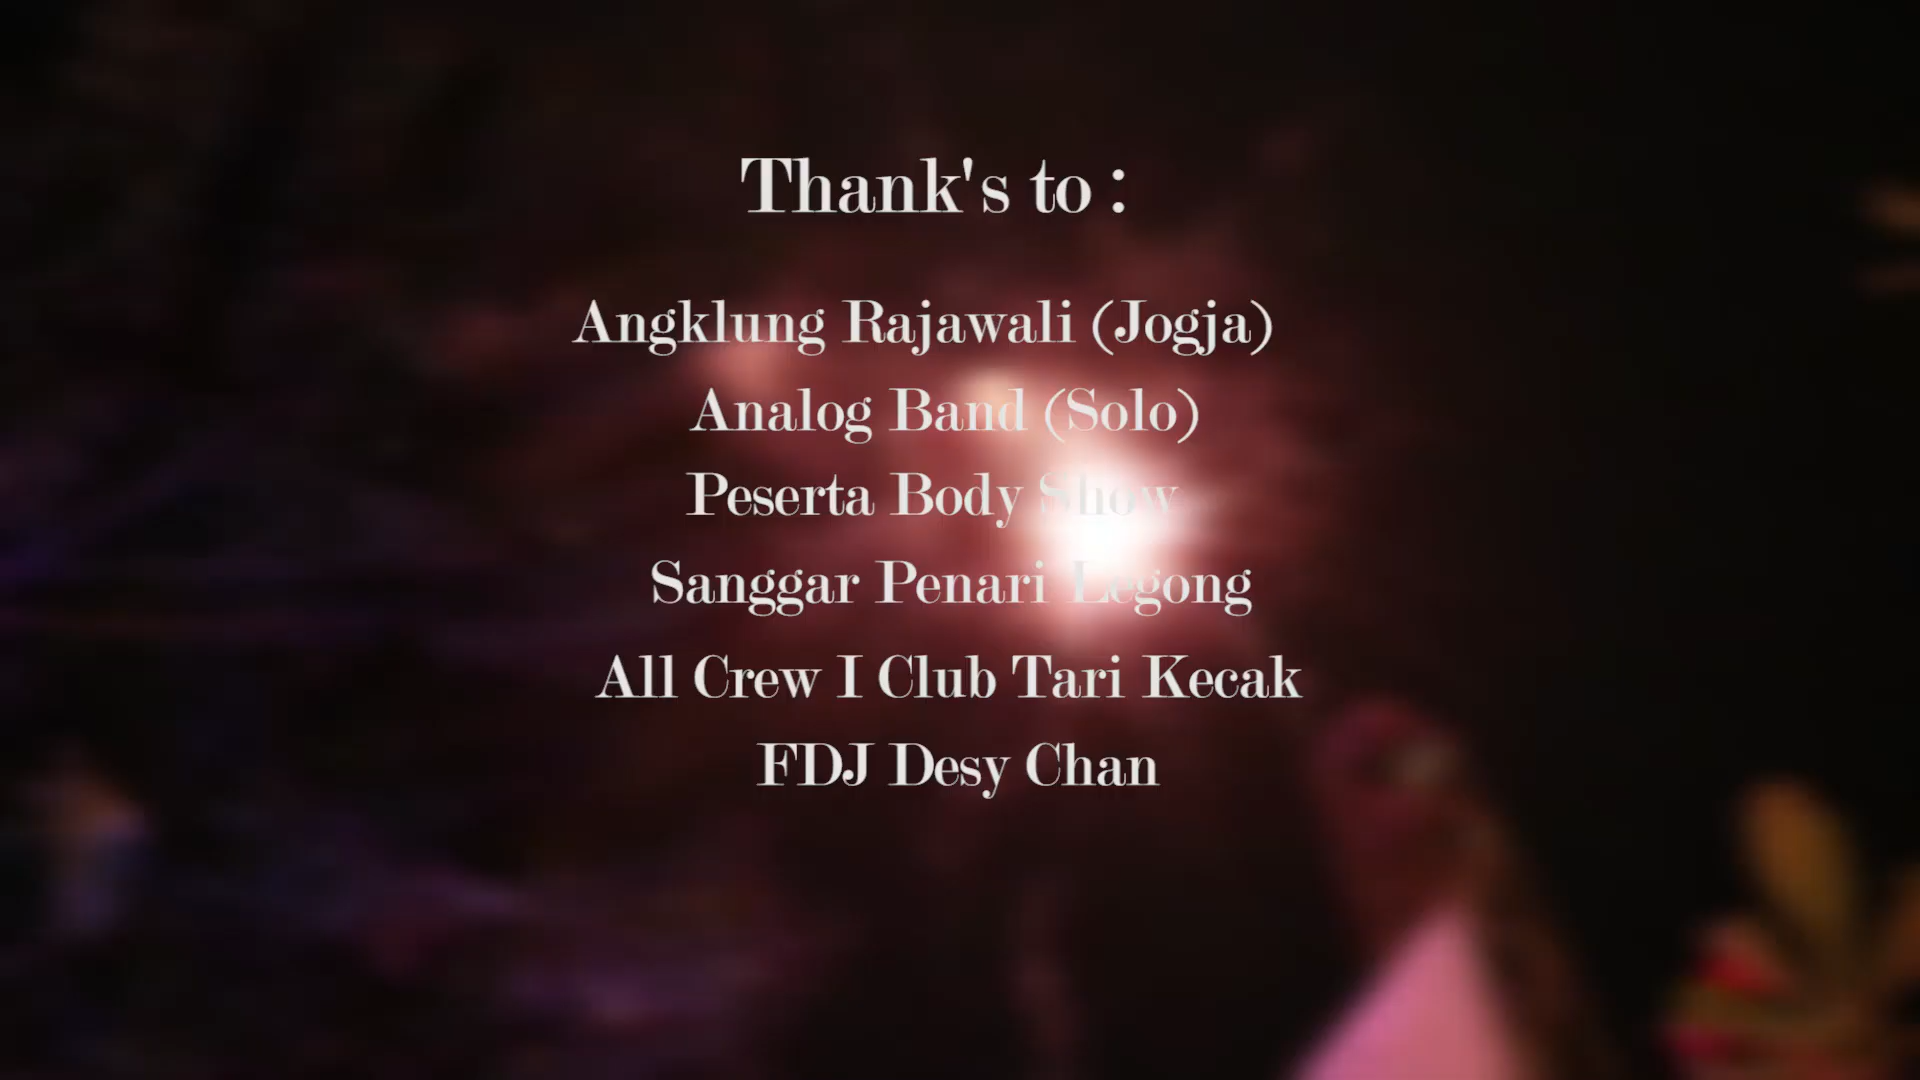 Thank's to :
Angklung Rajawali (Jogja)
Analog Band (Solo)
Peserta Body Show
Sanggar Penari Legong
All Crew I Club Tari Kecak
FDJ Desy Chan